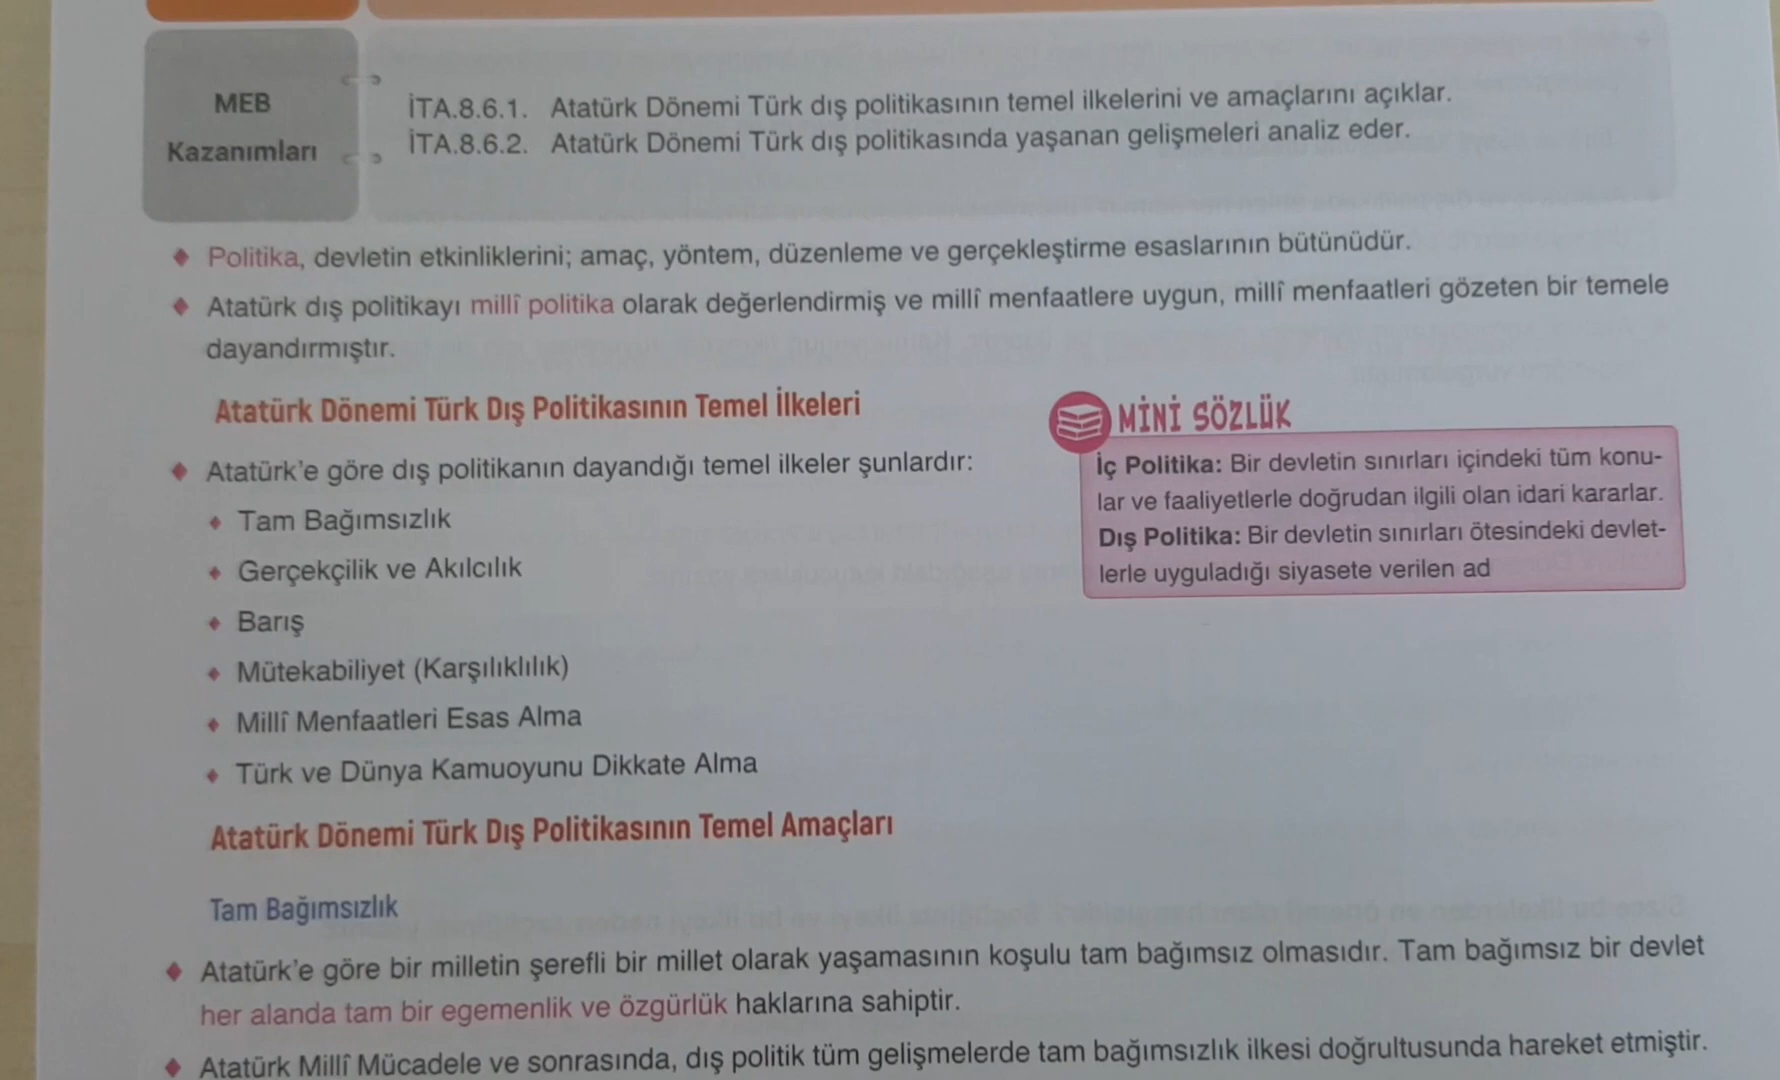 MEB
Kazanımları
İTA.8.6.1. Atatürk Dönemi Türk dış politikasının temel ilkelerini ve amaçlarını açıklar.
İTA.8.6.2. Atatürk Dönemi Türk dış politikasında yaşanan gelişmeleri analiz eder.
Politika, devletin etkinliklerini; amaç, yöntem, düzenleme ve gerçekleştirme esaslarının bütünüdür.
Atatürk dış politikayı millî politika olarak değerlendirmiş ve millî menfaatlere uygun, millî menfaatleri gözeten bir temele
dayandırmıştır.
Atatürk Dönemi Türk Dış Politikasının Temel İlkeleri
Atatürk'e göre dış politikanın dayandığı temel ilkeler şunlardır:
Tam Bağımsızlık
Gerçekçilik ve Akılcılık
Barış
Mütekabiliyet (Karşılıklılık)
Millî Menfaatleri Esas Alma
Türk ve Dünya Kamuoyunu Dikkate Alma
MİNİ SÖZLÜK
İç Politika: Bir devletin sınırları içindeki tüm konu-
lar ve faaliyetlerle doğrudan ilgili olan idari kararlar.
Dış Politika: Bir devletin sınırları ötesindeki devlet-
lerle uyguladığı siyasete verilen ad
Atatürk Dönemi Türk Dış Politikasının Temel Amaçları
Tam Bağımsızlık
Atatürk'e göre bir milletin şerefli bir millet olarak yaşamasının koşulu tam bağımsız olmasıdır. Tam bağımsız bir devlet
her alanda tam bir egemenlik ve özgürlük haklarına sahiptir.
Atatürk Millî Mücadele ve sonrasında, dış politik tüm gelişmelerde tam bağımsızlık ilkesi doğrultusunda hareket etmiştir.